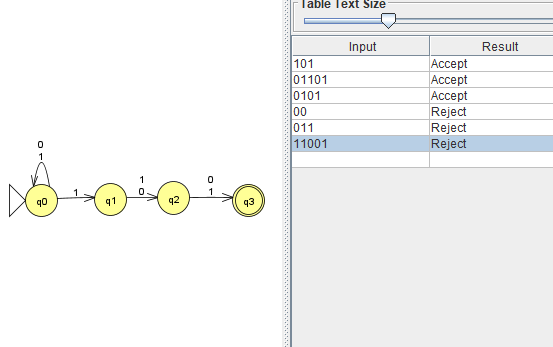 Table Text Size
Input Result
101 Accept
01101 Accept
0101 Accept
00 Reject
011 Reject
11001 Reject
0
1
q0
1
q1
1
0
q2
0
1
q3